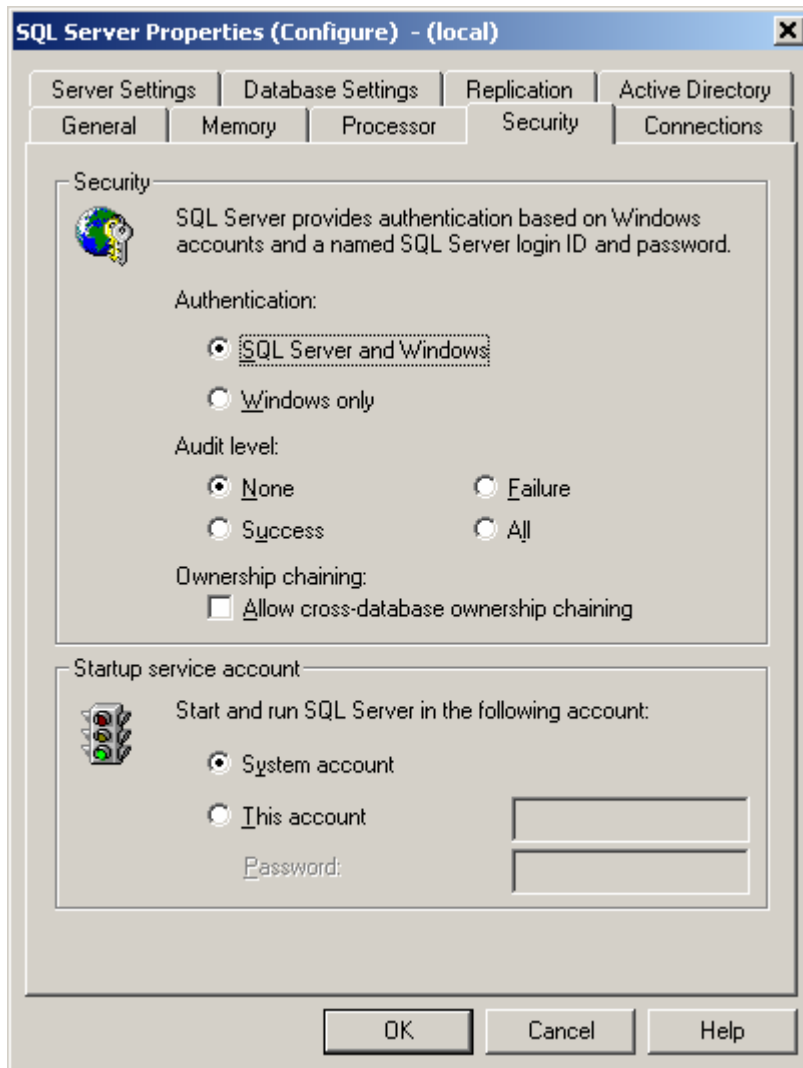 SQL Server Properties (Configure) - (local)
Server Settings Database Settings Replication Active Directory
General Memory Processor Security Connections
Security
SQL Server provides authentication based on Windows
accounts and a named SQL Server login ID and password.
Authentication:
SQL Server and Windows
Windows only
Audit level:
None Failure
Success All
Ownership chaining:
Allow cross-database ownership chaining
Startup service account
Start and run SQL Server in the following account:
System account
This account
Password:
OK Cancel Help